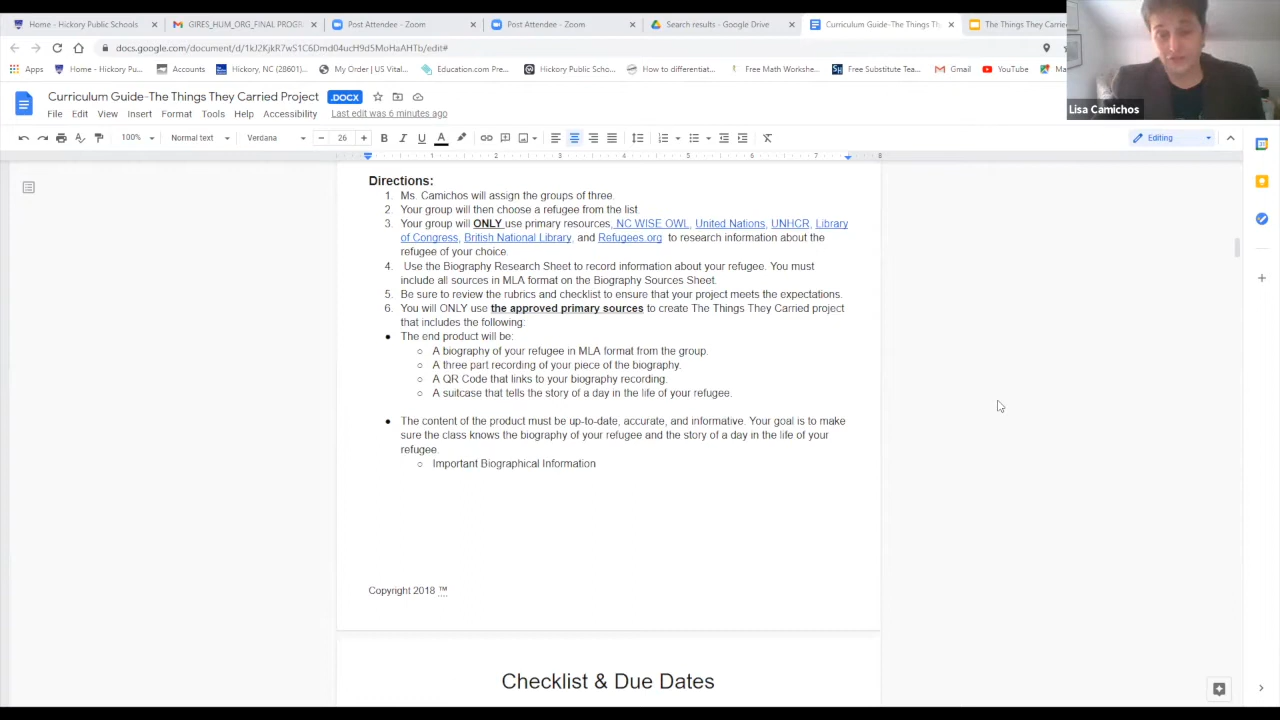 Home - Hickory Public Schools
GIRES_HUM_ORG_FINAL PROGR
Post Attendee - Zoom
Post Attendee - Zoom
Search results - Google Drive
Curriculum Guide-The Things Th
The Things They Carrie
docs.google.com/document/d/1kJ2KjkR7wS1C6Dmd04ucH9d5MoHaAHTb/edit#
Apps
Home - Hickory Pu...
Accounts
Hickory, NC (28601)...
My Order | US Vital...
Education.com Pre...
Hickory Public Scho...
How to differentiat...
Free Math Workshe...
Free Substitute Tea...
Gmail
YouTube
Lisa Camichos
Curriculum Guide-The Things They Carried Project .DOCX
File Edit View Insert Format Tools Help Accessibility Last edit was 6 minutes ago
100% Normal text Verdana 26 Editing
1 2 3 4 5 6 7 8
Directions:
1. Ms. Camichos will assign the groups of three.
2. Your group will then choose a refugee from the list
3. Your group will ONLY use primary resources, NC WISE OWL, United Nations, UNHCR, Library
of Congress, British National Library, and Refugees.org to research information about the
refugee of your choice.
4. Use the Biography Research Sheet to record information about your refugee. You must
include all sources in MLA format on the Biography Sources Sheet.
5. Be sure to review the rubrics and checklist to ensure that your project meets the expectations.
6. You will ONLY use the approved primary sources to create The Things They Carried project
that includes the following:
● The end product will be:
○ A biography of your refugee in MLA format from the group.
○ A three part recording of your piece of the biography.
○ A QR Code that links to your biography recording.
○ A suitcase that tells the story of a day in the life of your refugee.
● The content of the product must be up-to-date, accurate, and informative. Your goal is to make
sure the class knows the biography of your refugee and the story of a day in the life of your
refugee.
○ Important Biographical Information
Copyright 2018 ™
Checklist & Due Dates